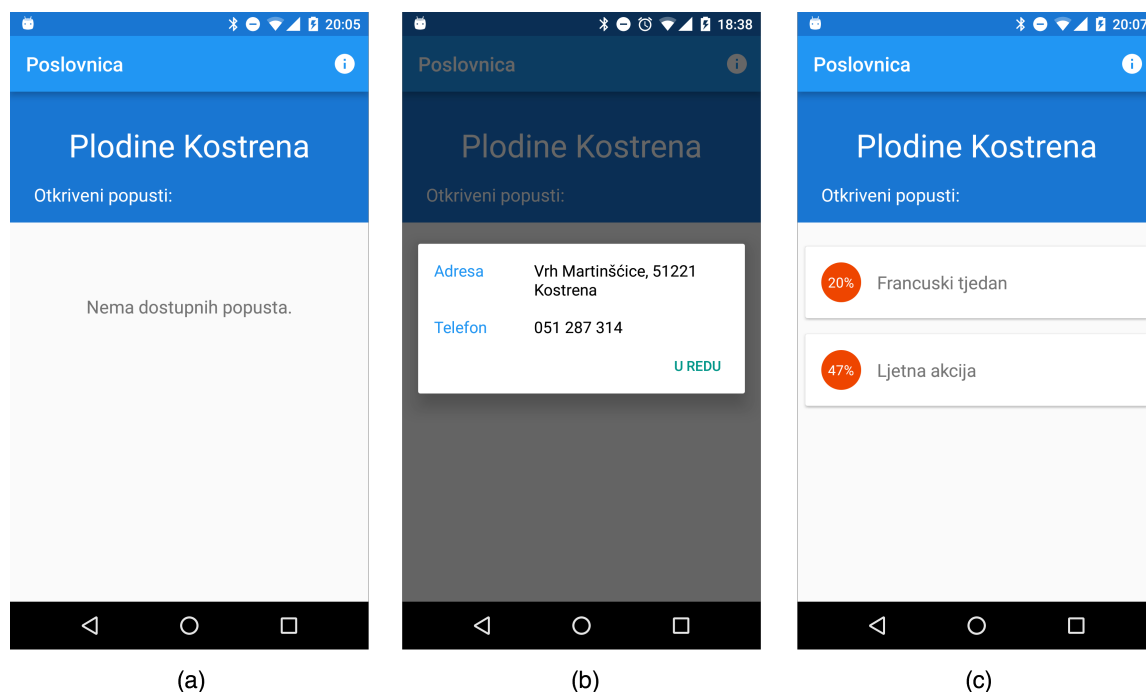 20:05
Poslovnica
Plodine Kostrena
Otkriveni popusti:
Nema dostupnih popusta.
(a)
18:38
Poslovnica
Plodine Kostrena
Otkriveni popusti:
Adresa Vrh Martinšćice, 51221
Kostrena
Telefon 051 287 314
U REDU
(b)
20:07
Poslovnica
Plodine Kostrena
Otkriveni popusti:
20% Francuski tjedan
47% Ljetna akcija
(c)